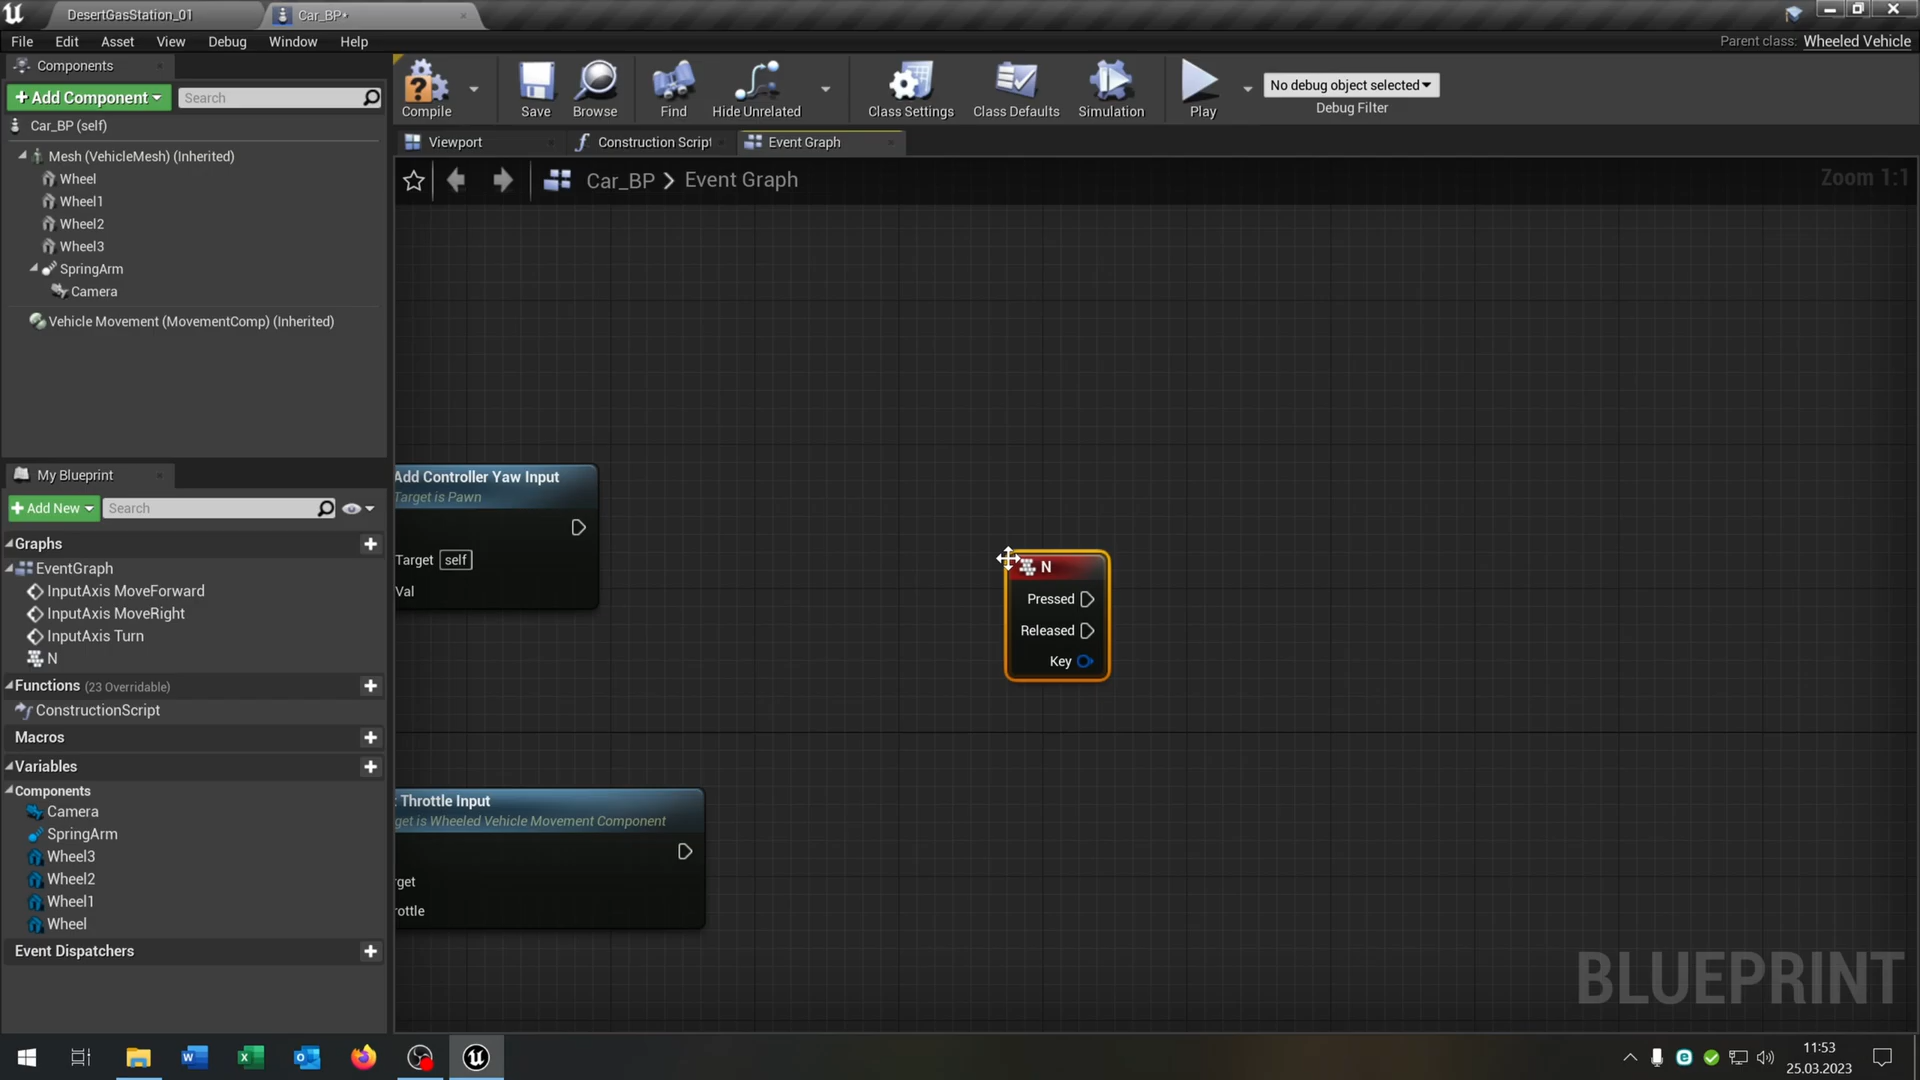 DesertGasStation_01
Car_BP*
File Edit Asset View Debug Window Help
Parent class: Wheeled Vehicle
Components
+ Add Component
Search
Car_BP (self)
Mesh (VehicleMesh) (Inherited)
Wheel
Wheel1
Wheel2
Wheel3
SpringArm
Camera
Vehicle Movement (MovementComp) (Inherited)
Compile
Save
Browse
Find
Hide Unrelated
Class Settings
Class Defaults
Simulation
Play
No debug object selected
Debug Filter
Viewport
Construction Script
Event Graph
Car_BP > Event Graph
Zoom 1:1
Add Controller Yaw Input
Target is Pawn
Target self
Val
N
Pressed
Released
Key
Throttle Input
get is Wheeled Vehicle Movement Component
rget
rottle
BLUEPRINT
My Blueprint
+ Add New
Search
Graphs
EventGraph
InputAxis MoveForward
InputAxis MoveRight
InputAxis Turn
N
Functions (23 Overridable)
ConstructionScript
Macros
Variables
Components
Camera
SpringArm
Wheel3
Wheel2
Wheel1
Wheel
Event Dispatchers
11:53
25.03.2023